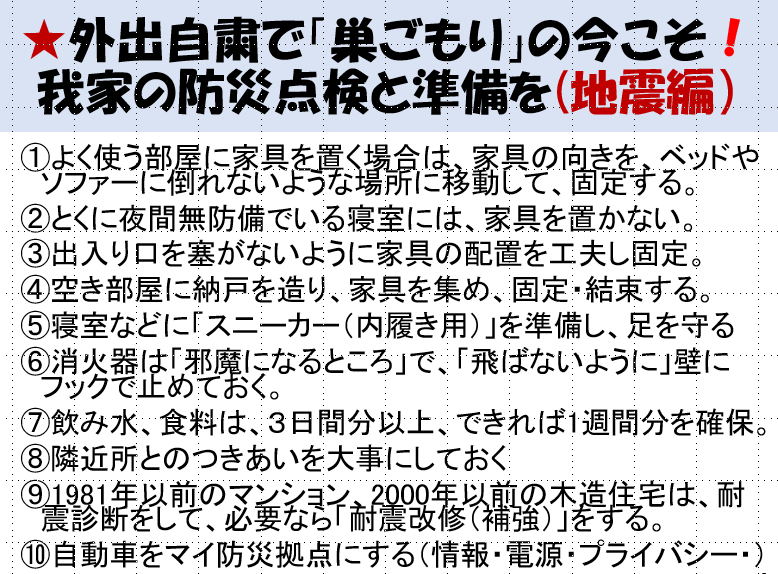 ★外出自粛で「巣ごもり」の今こそ！
我家の防災点検と準備を（地震編）
①よく使う部屋に家具を置く場合は、家具の向きを、ベッドや
ソファーに倒れないような場所に移動して、固定する。
②とくに夜間無防備でいる寝室には、家具を置かない。
③出入り口を塞がないように家具の配置を工夫し固定。
④空き部屋に納戸を造り、家具を集め、固定・結束する。
⑤寝室などに「スニーカー（内履き用）」を準備し、足を守る
⑥消火器は「邪魔になるところ」で、「飛ばないように」壁に
フックで止めておく。
⑦飲み水、食料は、３日間分以上、できれば1週間分を確保。
⑧隣近所とのつきあいを大事にしておく
⑨1981年以前のマンション、2000年以前の木造住宅は、耐
震診断をして、必要なら「耐震改修（補強）」をする。
⑩自動車をマイ防災拠点にする（情報・電源・プライバシー・）